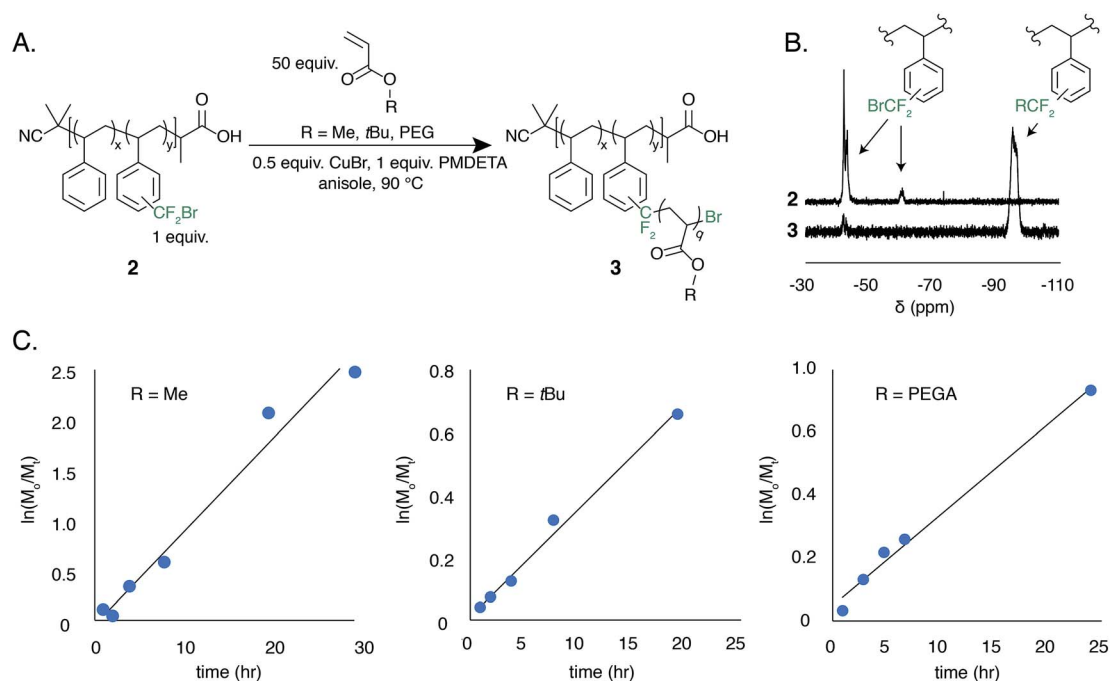 A.
50 equiv.
O
O
R
R = Me, tBu, PEG
0.5 equiv. CuBr, 1 equiv. PMDETA
anisole, 90 °C
NC
x
y
O
OH
CF2Br
1 equiv.
2
NC
x
y
O
OH
C
F2
q
Br
O
O
R
3
B.
BrCF2
RCF2
2
3
-30 -50 -70 -90 -110
δ (ppm)
C.
R = Me
2.5
2.0
1.5
1.0
0.5
0
ln(Mo/Mt)
0 10 20 30
time (hr)
R = tBu
0.8
0.6
0.4
0.2
0
ln(Mo/Mt)
0 5 10 15 20 25
time (hr)
R = PEGA
1.0
0.6
0.4
0.2
0
ln(Mo/Mt)
0 5 10 15 20 25
time (hr)